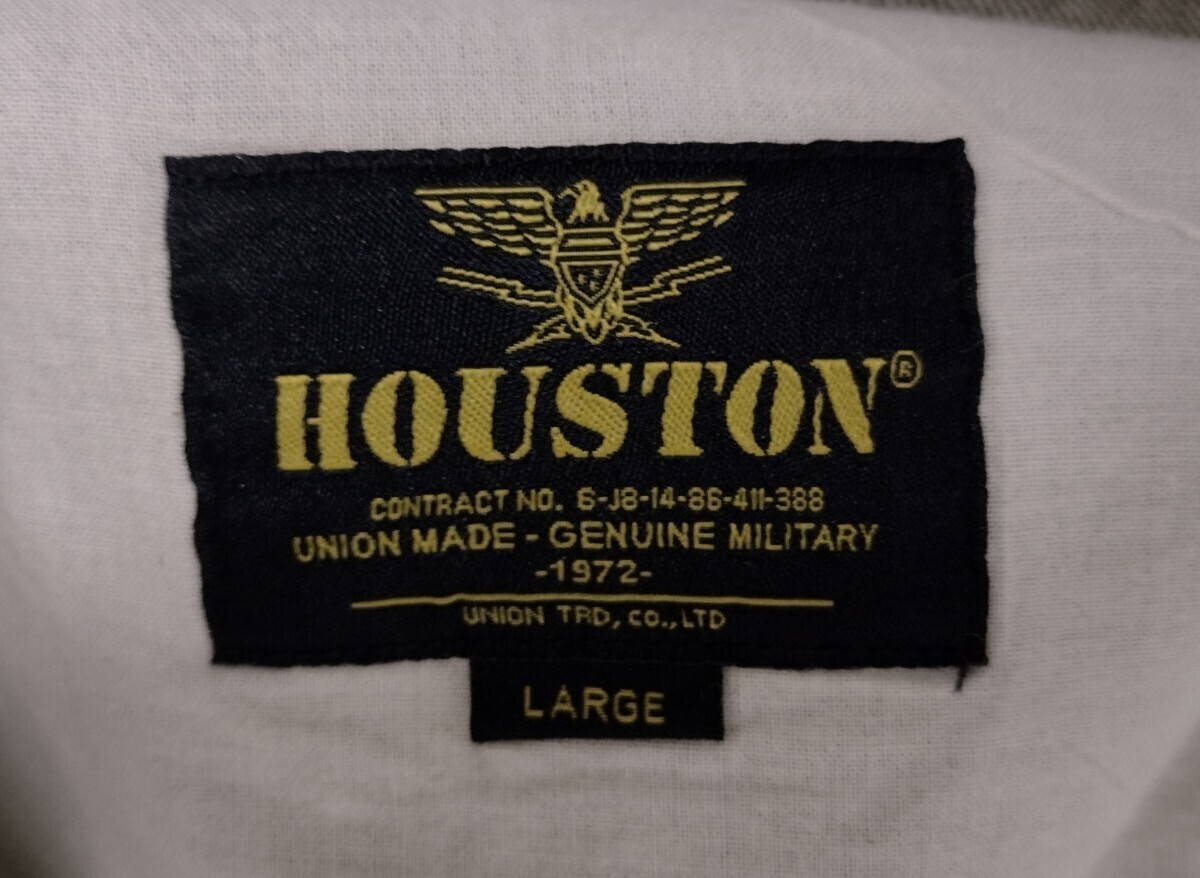 HOUSTON®
CONTRACT NO. 6-J8-14-86-411-388
UNION MADE - GENUINE MILITARY
-1972-
UNION TRD, CO.,LTD
LARGE